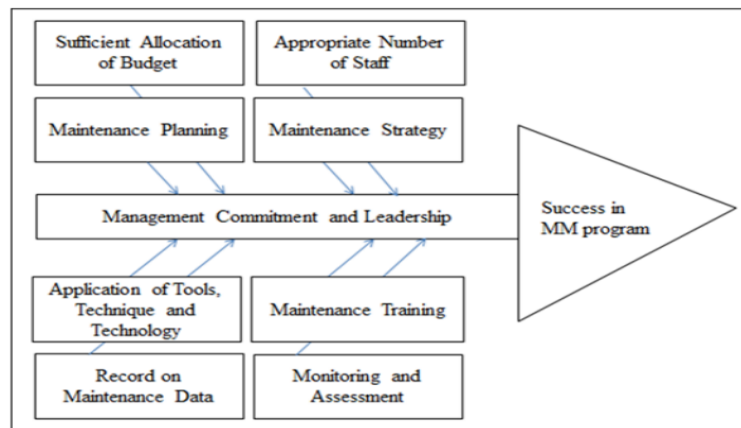 Sufficient Allocation
of Budget
Appropriate Number
of Staff
Maintenance Planning
Maintenance Strategy
Management Commitment and Leadership
Success in
MM program
Application of Tools,
Technique and
Technology
Maintenance Training
Record on
Maintenance Data
Monitoring and
Assessment